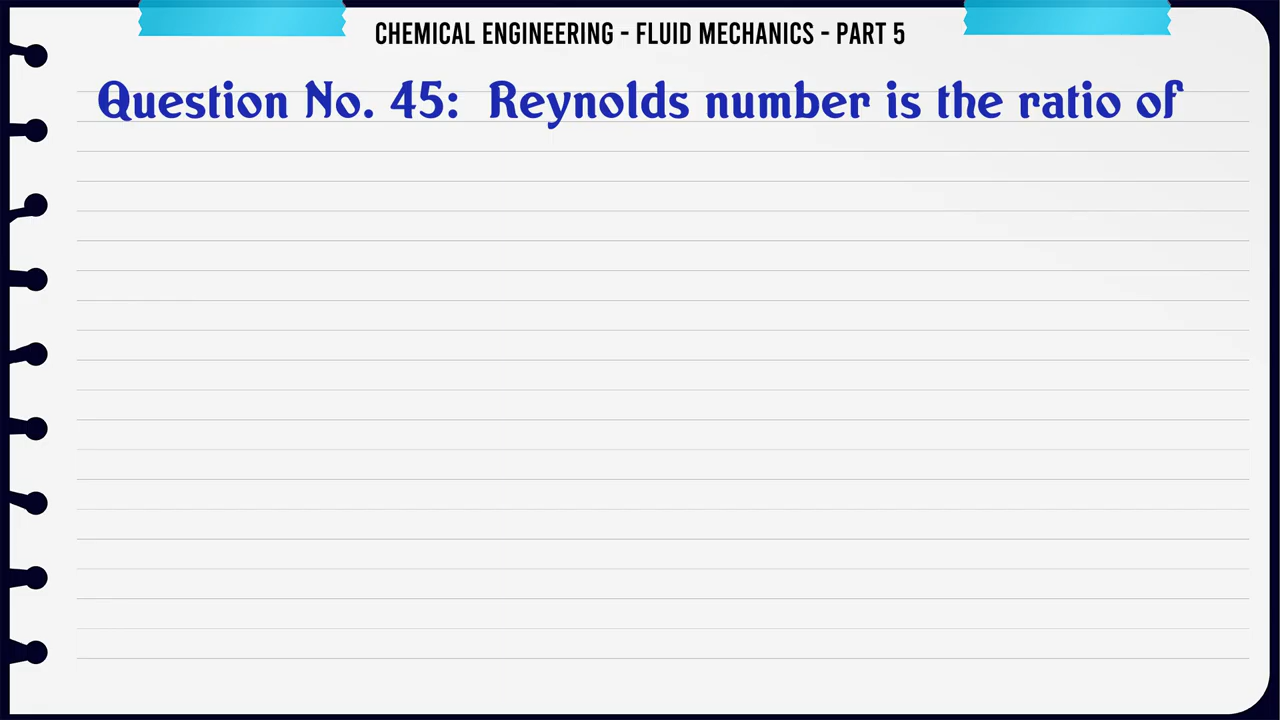 CHEMICAL ENGINEERING - FLUID MECHANICS - PART 5
Question No. 45: Reynolds number is the ratio of